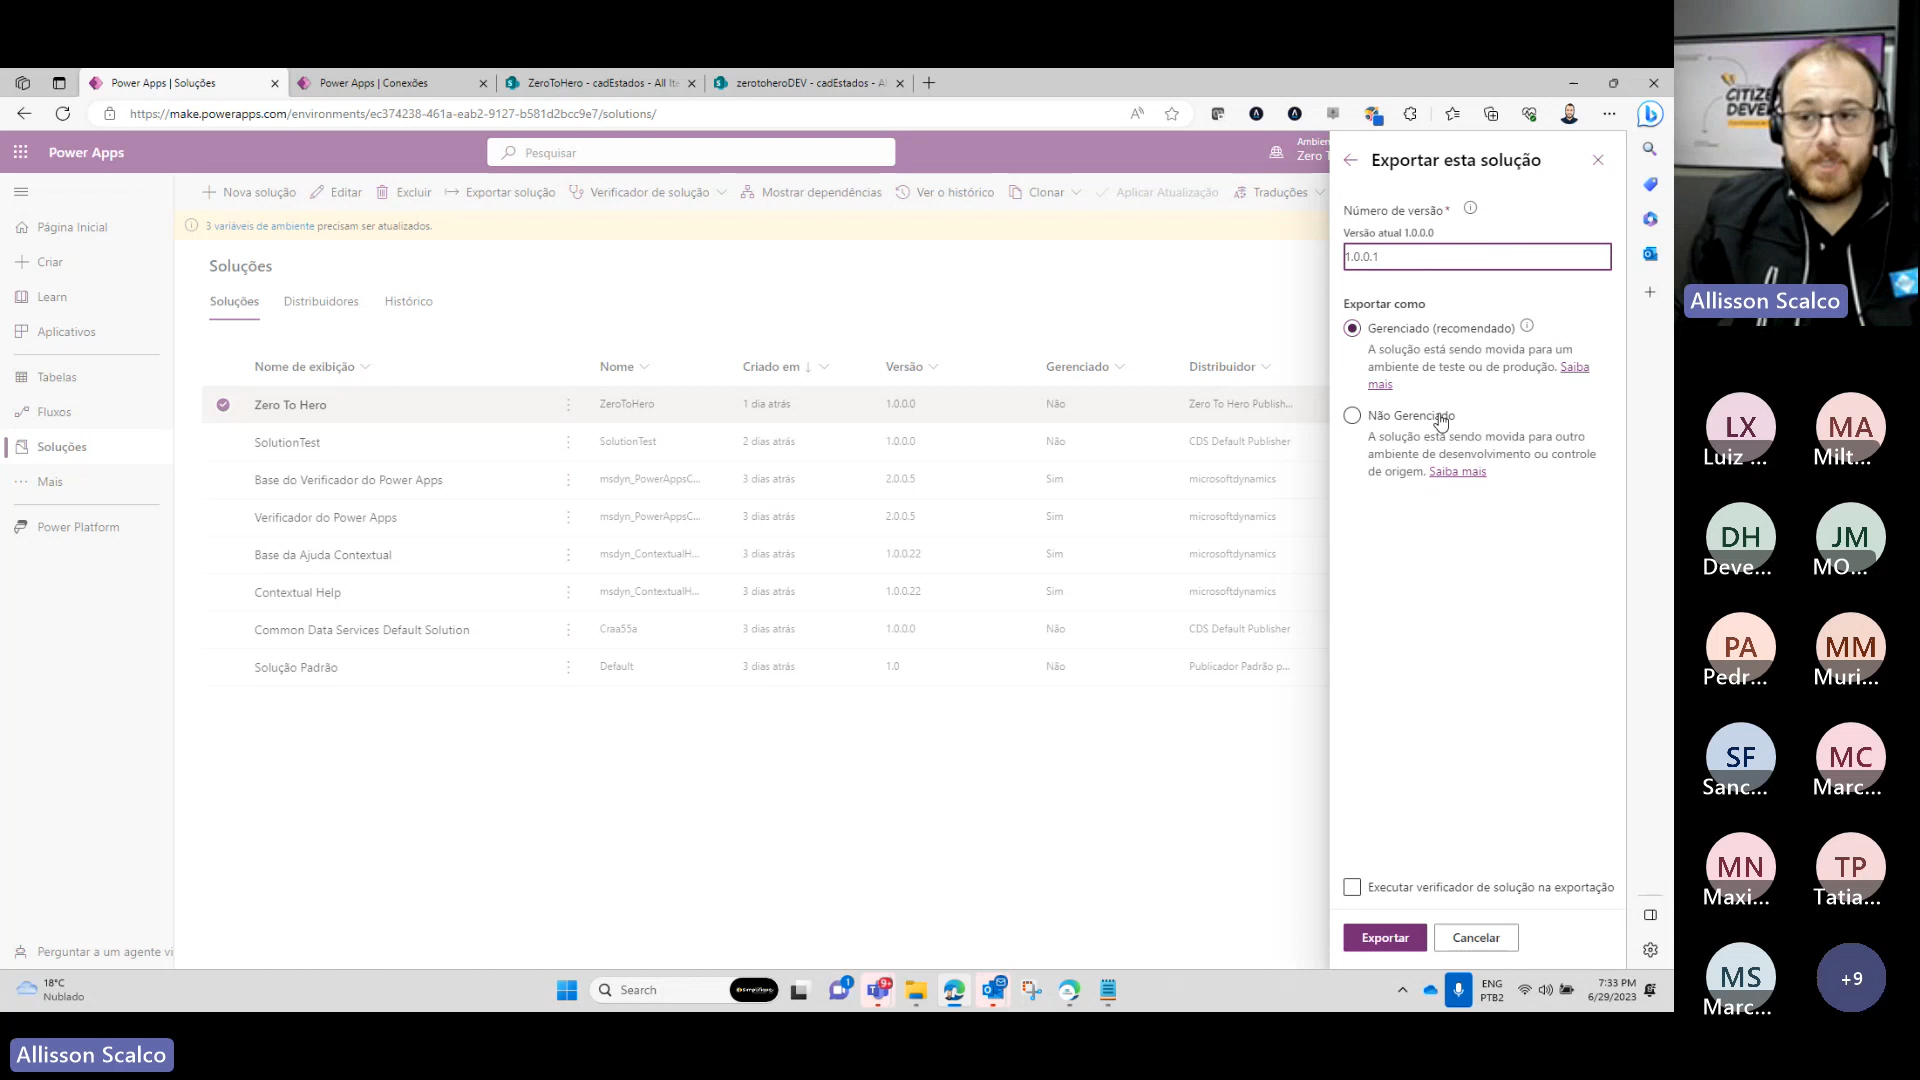 Power Apps | Soluções
Power Apps | Conexões
ZeroToHero - cadEstados - All Ite
zerotoheroDEV - cadEstados - Al
https://make.powerapps.com/environments/ec374238-461a-eab2-9127-b581d2bcc9e7/solutions/
Power Apps
Pesquisar
Ambien
Zero T
Nova solução
Editar
Excluir
Exportar solução
Verificador de solução
Mostrar dependências
Ver o histórico
Clonar
Aplicar Atualização
Traduções
3 variáveis de ambiente precisam ser atualizados.
Página Inicial
Criar
Learn
Aplicativos
Tabelas
Fluxos
Soluções
Mais
Power Platform
Perguntar a um agente vi
Soluções
Soluções Distribuidores Histórico
Nome de exibição Nome Criado em Versão Gerenciado Distribuidor
Zero To Hero ZeroToHero 1 dia atrás 1.0.0.0 Não Zero To Hero Publish...
SolutionTest SolutionTest 2 dias atrás 1.0.0.0 Não CDS Default Publisher
Base do Verificador do Power Apps msdyn_PowerAppsC... 3 dias atrás 2.0.0.5 Sim microsoftdynamics
Verificador do Power Apps msdyn_PowerAppsC... 3 dias atrás 2.0.0.5 Sim microsoftdynamics
Base da Ajuda Contextual msdyn_ContextualH... 3 dias atrás 1.0.0.22 Sim microsoftdynamics
Contextual Help msdyn_ContextualH... 3 dias atrás 1.0.0.22 Sim microsoftdynamics
Common Data Services Default Solution Craa55a 3 dias atrás 1.0.0.0 Não CDS Default Publisher
Solução Padrão Default 3 dias atrás 1.0 Não Publicador Padrão p...
Exportar esta solução
Número de versão*
Versão atual 1.0.0.0
1.0.0.1
Exportar como
Gerenciado (recomendado)
A solução está sendo movida para um
ambiente de teste ou de produção. Saiba
mais
Não Gerenciado
A solução está sendo movida para outro
ambiente de desenvolvimento ou controle
de origem. Saiba mais
Executar verificador de solução na exportação
Exportar
Cancelar
18°C
Nublado
Search
1
9+
ENG
PTB2
7:33 PM
6/29/2023
CITIZE
DEVE
Allisson Scalco
LX
Luiz ...
MA
Milt...
DH
Deve...
JM
MO...
PA
Pedr...
MM
Muri...
SF
Sanc...
MC
Marc...
MN
Maxi...
TP
Tatia...
MS
Marc...
+9
Allisson Scalco